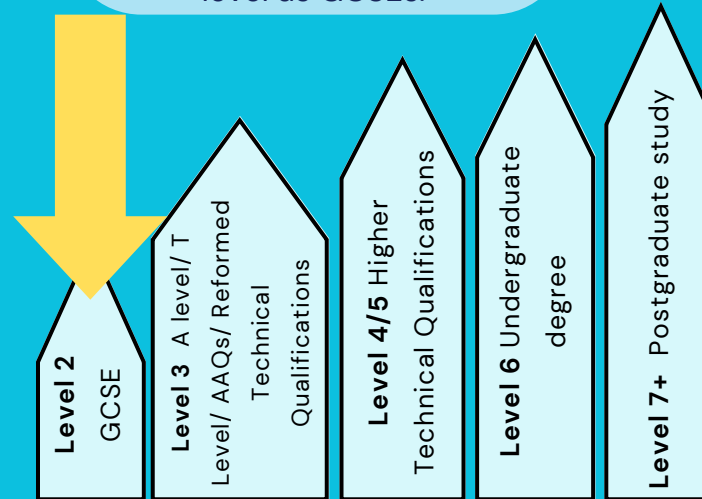 Level 2
GCSE
Level 3 A level/ T
Level/ AAQs/ Reformed
Technical
Qualifications
Level 4/5 Higher
Technical Qualifications
Level 6 Undergraduate
degree
Level 7+ Postgraduate study